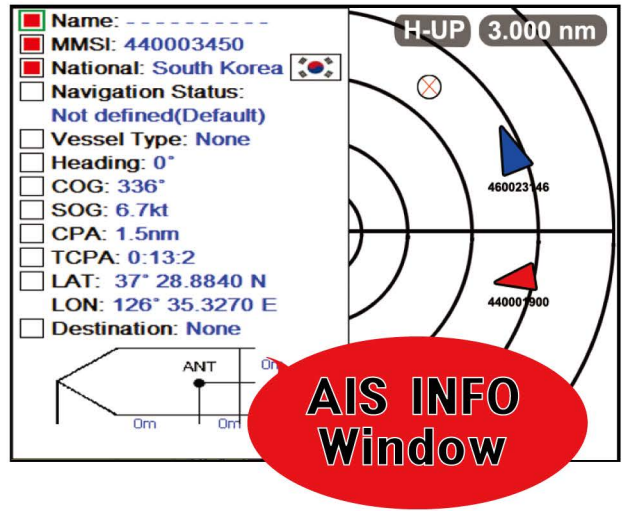 Name: - - - - - - - - - -
MMSI: 440003450
National: South Korea
Navigation Status:
Not defined(Default)
Vessel Type: None
Heading: 0°
COG: 336°
SOG: 6.7kt
CPA: 1.5nm
TCPA: 0:13:2
LAT: 37° 28.8840 N
LON: 126° 35.3270 E
Destination: None
ANT
0m
0m
0m
H-UP 3.000 nm
460023146
440001900
AIS INFO
Window